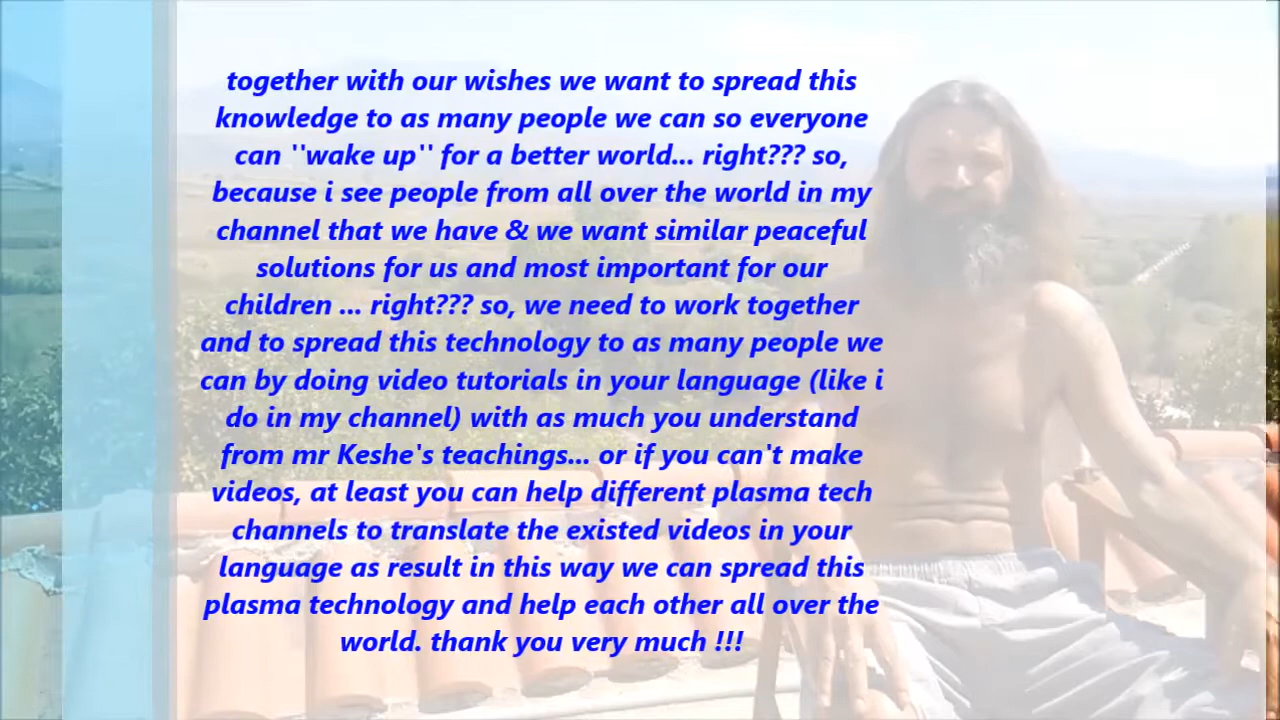 together with our wishes we want to spread this
knowledge to as many people we can so everyone
can ''wake up'' for a better world... right??? so,
because i see people from all over the world in my
channel that we have & we want similar peaceful
solutions for us and most important for our
children ... right??? so, we need to work together
and to spread this technology to as many people we
can by doing video tutorials in your language (like i
do in my channel) with as much you understand
from mr Keshe's teachings... or if you can't make
videos, at least you can help different plasma tech
channels to translate the existed videos in your
language as result in this way we can spread this
plasma technology and help each other all over the
world. thank you very much !!!